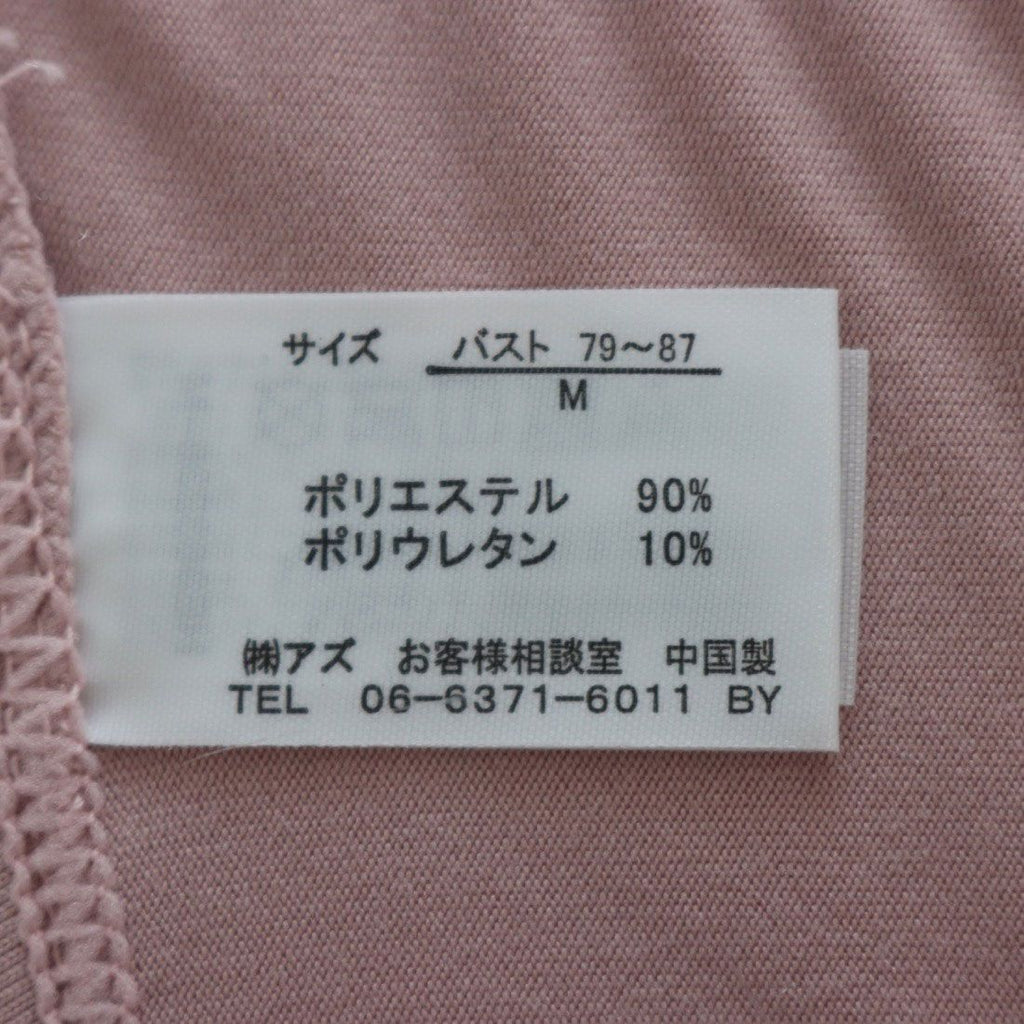 サイズ バスト 79〜87
M
ポリエステル 90%
ポリウレタン 10%
㈱アズ お客様相談室 中国製
TEL 06-6371-6011 BY